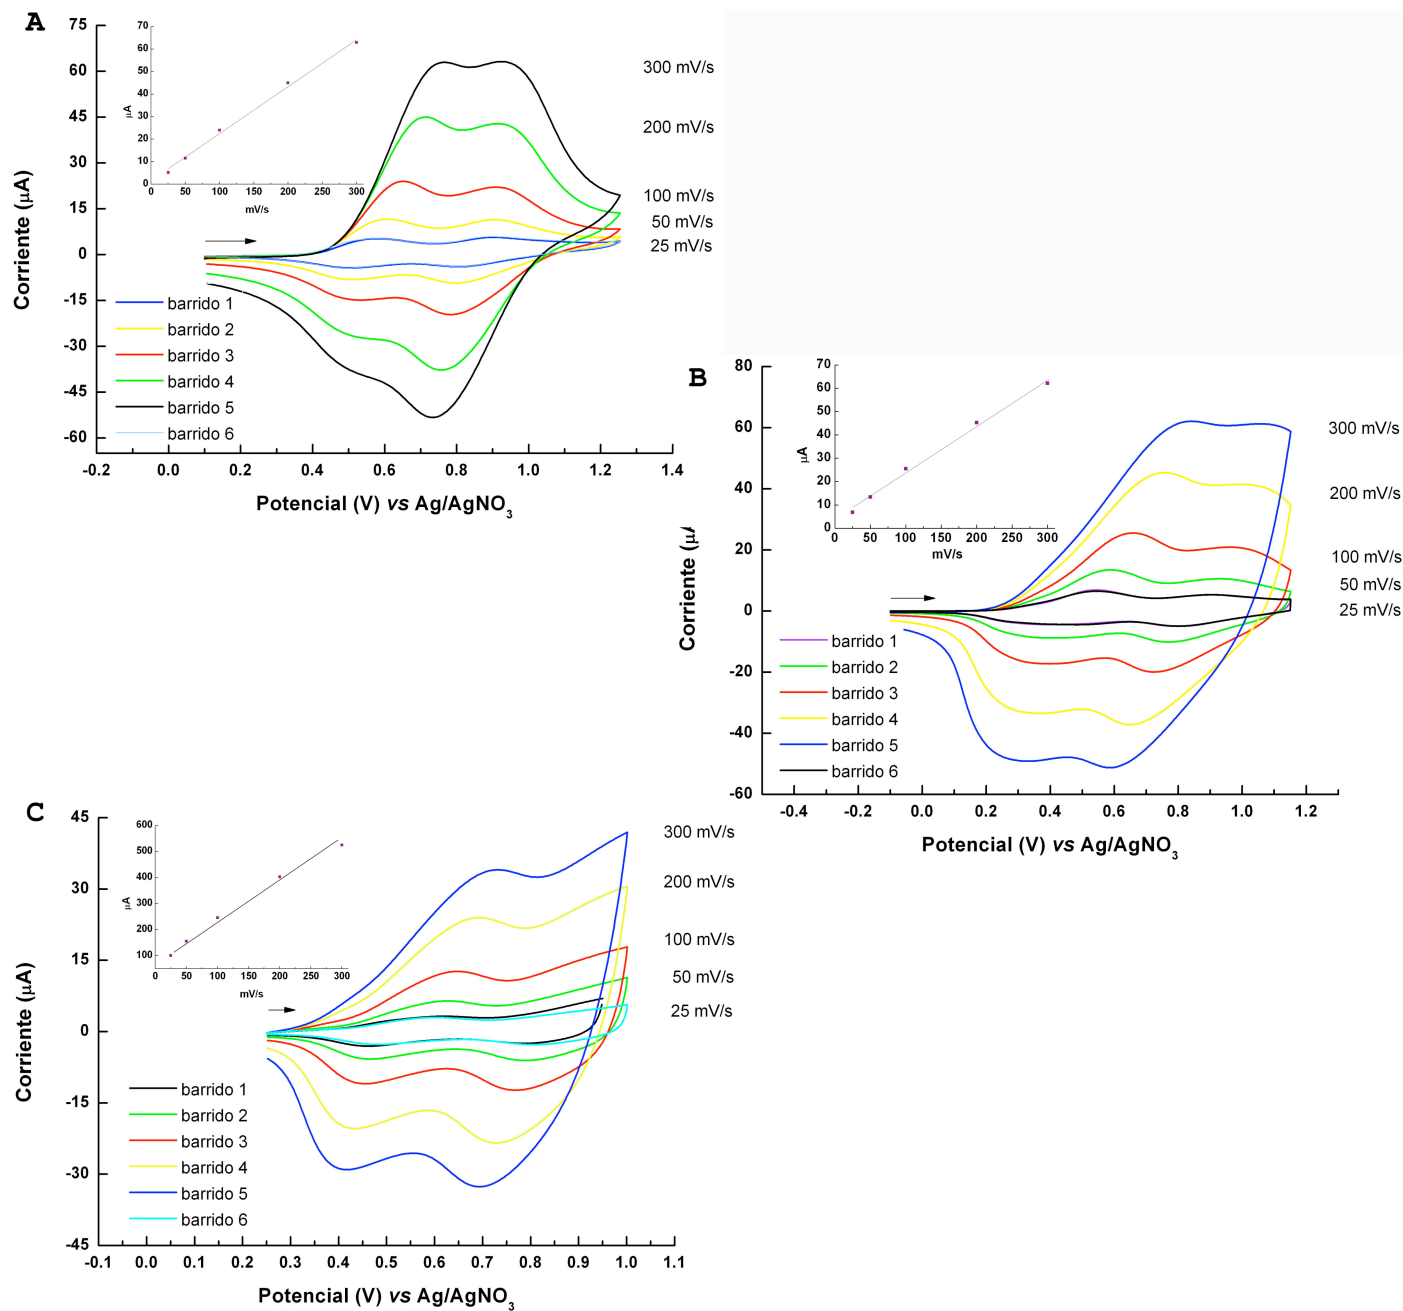 A
75
60
45
30
15
0
-15
-30
-45
-60
Corriente (µA)
70
60
50
40
30
20
10
0
µA
0 50 100 150 200 250 300
mV/s
300 mV/s
200 mV/s
100 mV/s
50 mV/s
25 mV/s
barrido 1
barrido 2
barrido 3
barrido 4
barrido 5
barrido 6
-0.2 0.0 0.2 0.4 0.6 0.8 1.0 1.2 1.4
Potencial (V) vs Ag/AgNO3
B
80
60
40
20
0
-20
-40
-60
Corriente (µA
70
60
50
40
30
20
10
0
µA
0 50 100 150 200 250 300
mV/s
300 mV/s
200 mV/s
100 mV/s
50 mV/s
25 mV/s
barrido 1
barrido 2
barrido 3
barrido 4
barrido 5
barrido 6
-0.4 -0.2 0.0 0.2 0.4 0.6 0.8 1.0 1.2
Potencial (V) vs Ag/AgNO3
C
45
30
15
0
-15
-30
-45
Corriente (µA)
600
500
400
300
200
100
µA
0 50 100 150 200 250 300
mV/s
300 mV/s
200 mV/s
100 mV/s
50 mV/s
25 mV/s
barrido 1
barrido 2
barrido 3
barrido 4
barrido 5
barrido 6
-0.1 0.0 0.1 0.2 0.3 0.4 0.5 0.6 0.7 0.8 0.9 1.0 1.1
Potencial (V) vs Ag/AgNO3